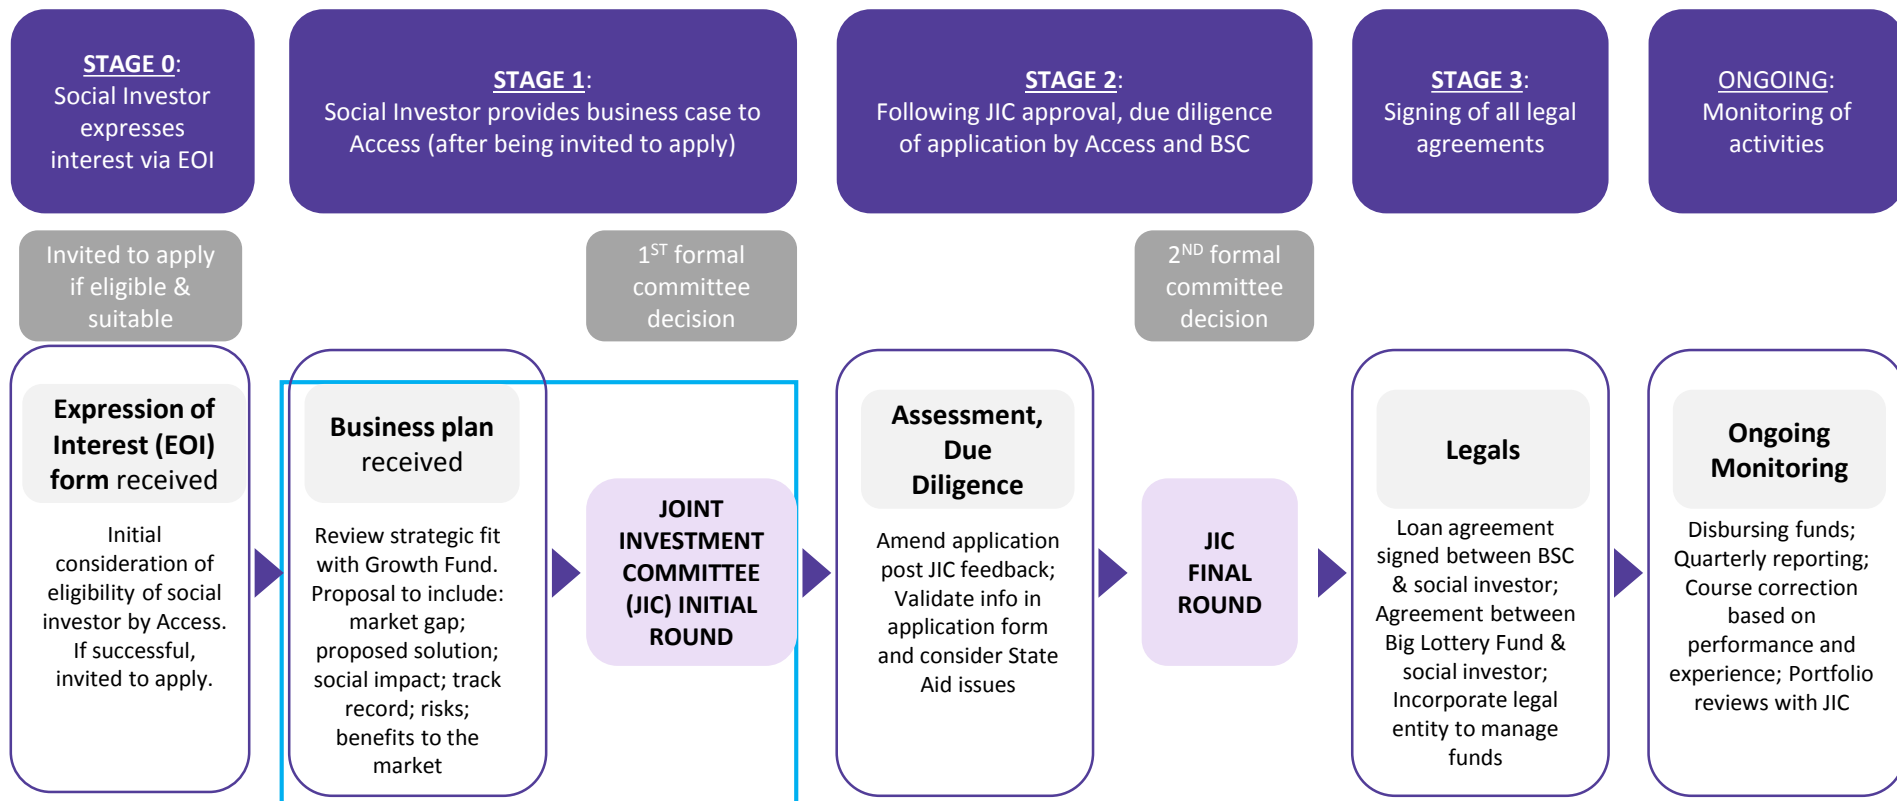 STAGE 0:
Social Investor
expresses
interest via EOI
STAGE 1:
Social Investor provides business case to
Access (after being invited to apply)
STAGE 2:
Following JIC approval, due diligence
of application by Access and BSC
STAGE 3:
Signing of all legal
agreements
ONGOING:
Monitoring of
activities
Invited to apply
if eligible &
suitable
1ST formal
committee
decision
2ND formal
committee
decision
Expression of
Interest (EOI)
form received
Initial
consideration of
eligibility of social
investor by Access.
If successful,
invited to apply.
Business plan
received
Review strategic fit
with Growth Fund.
Proposal to include:
market gap;
proposed solution;
social impact; track
record; risks;
benefits to the
market
JOINT
INVESTMENT
COMMITTEE
(JIC) INITIAL
ROUND
Assessment,
Due
Diligence
Amend application
post JIC feedback;
Validate info in
application form
and consider State
Aid issues
JIC
FINAL
ROUND
Legals
Loan agreement
signed between BSC
& social investor;
Agreement between
Big Lottery Fund &
social investor;
Incorporate legal
entity to manage
funds
Ongoing
Monitoring
Disbursing funds;
Quarterly reporting;
Course correction
based on
performance and
experience; Portfolio
reviews with JIC